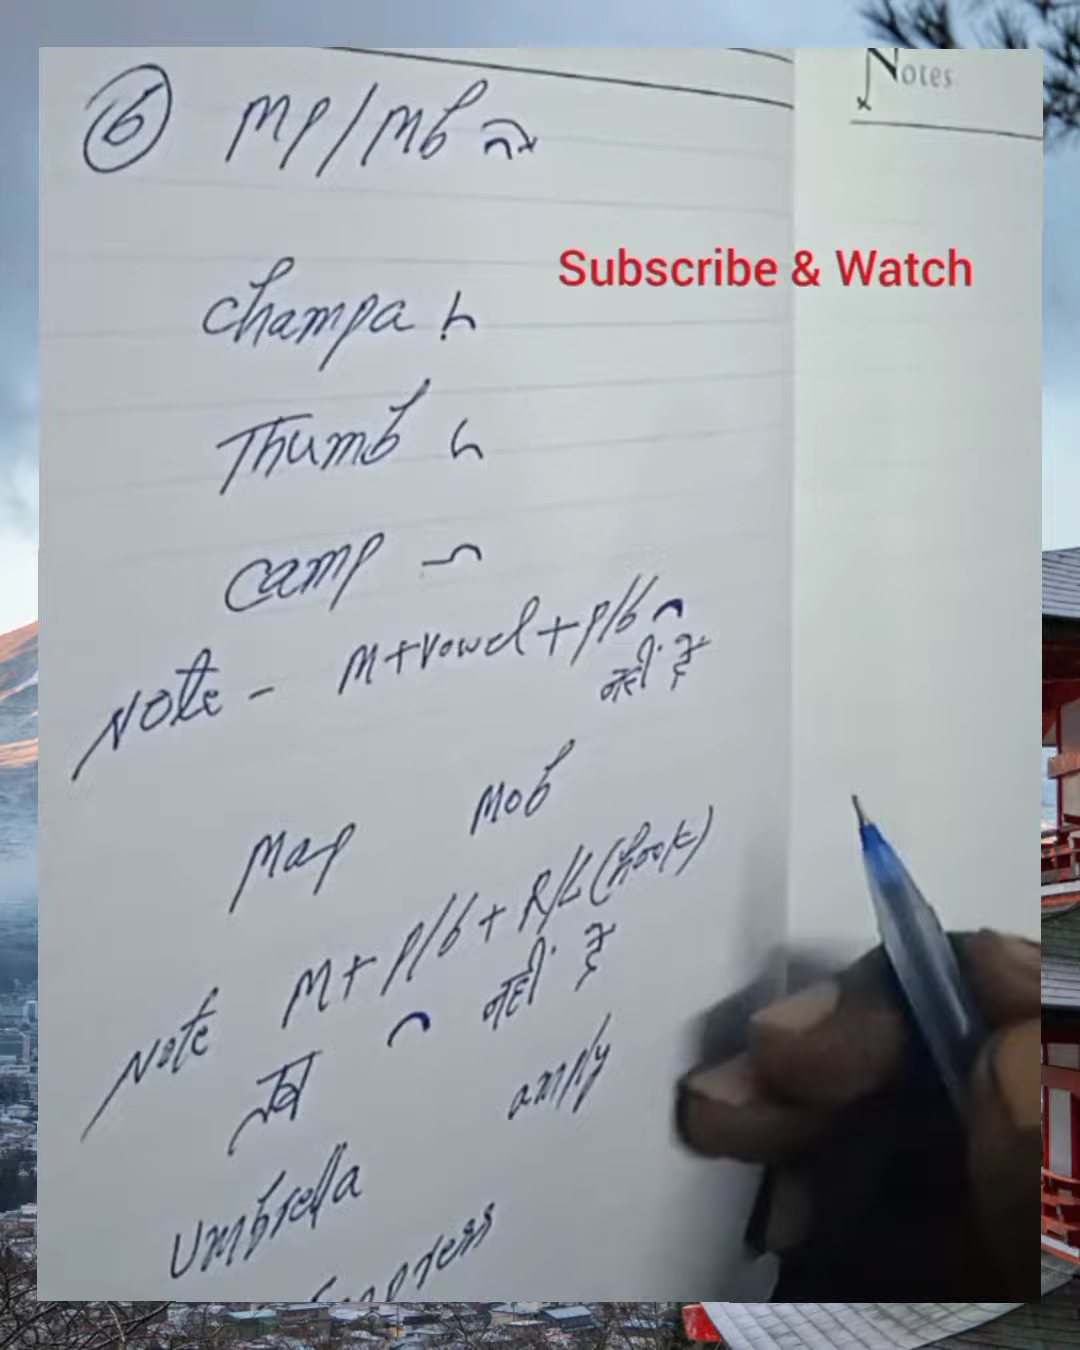 Notes
6 MP/Mb
Subscribe & Watch
Champa
Thumb
Camp
Note - M+vowel+P/b
नहीं है
Map Mob
Note M+P/b+R/L(hook)
तब नहीं है
Umbrella amply
Empress